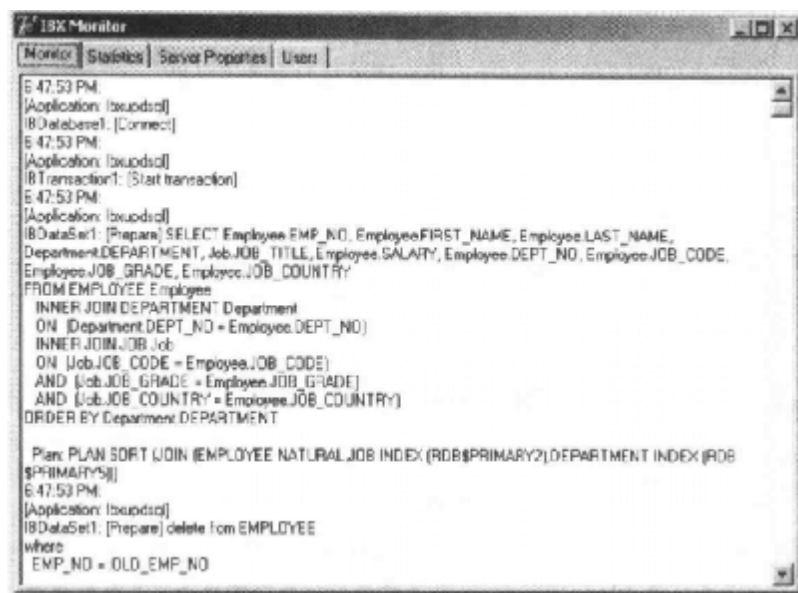 IBX Monitor
Monitor Statistics Server Properties Users
6:47:53 PM:
[Application: Ibxupdsql]
IBDatabase1: [Connect]
6:47:53 PM:
[Application: Ibxupdsql]
IBTransaction1: [Start transaction]
6:47:53 PM:
[Application: Ibxupdsql]
IBDataSet1: [Prepare] SELECT Employee.EMP_NO, Employee.FIRST_NAME, Employee.LAST_NAME,
Department.DEPARTMENT, Job.JOB_TITLE, Employee.SALARY, Employee.DEPT_NO, Employee.JOB_CODE,
Employee.JOB_GRADE, Employee.JOB_COUNTRY
FROM EMPLOYEE Employee
INNER JOIN DEPARTMENT Department
ON (Department.DEPT_NO = Employee.DEPT_NO)
INNER JOIN JOB Job
ON (Job.JOB_CODE = Employee.JOB_CODE)
AND (Job.JOB_GRADE = Employee.JOB_GRADE)
AND (Job.JOB_COUNTRY = Employee.JOB_COUNTRY)
ORDER BY Department.DEPARTMENT
Plan: PLAN SORT (JOIN (EMPLOYEE NATURAL,JOB INDEX (RDB$PRIMARY2),DEPARTMENT INDEX (RDB
$PRIMARY5)))
6:47:53 PM:
[Application: Ibxupdsql]
IBDataSet1: [Prepare] delete from EMPLOYEE
where
EMP_NO = :OLD_EMP_NO